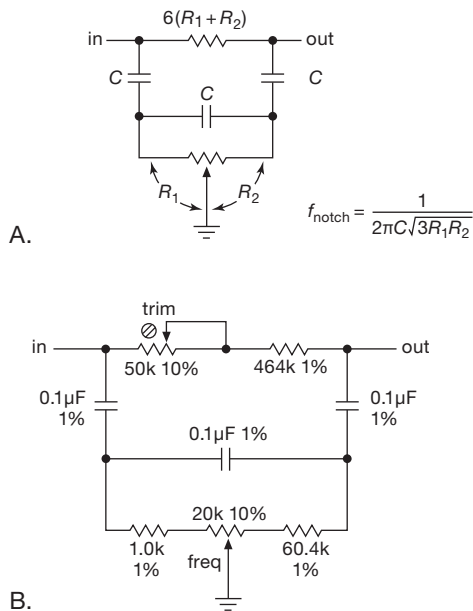 6(R₁ + R₂)
in
out
C
C
C
R₁
R₂
f_notch = 1 / 2πC√3R₁R₂
A.
trim
in
out
50k 10%
464k 1%
0.1µF
1%
0.1µF
1%
0.1µF 1%
20k 10%
1.0k
1%
freq
60.4k
1%
B.